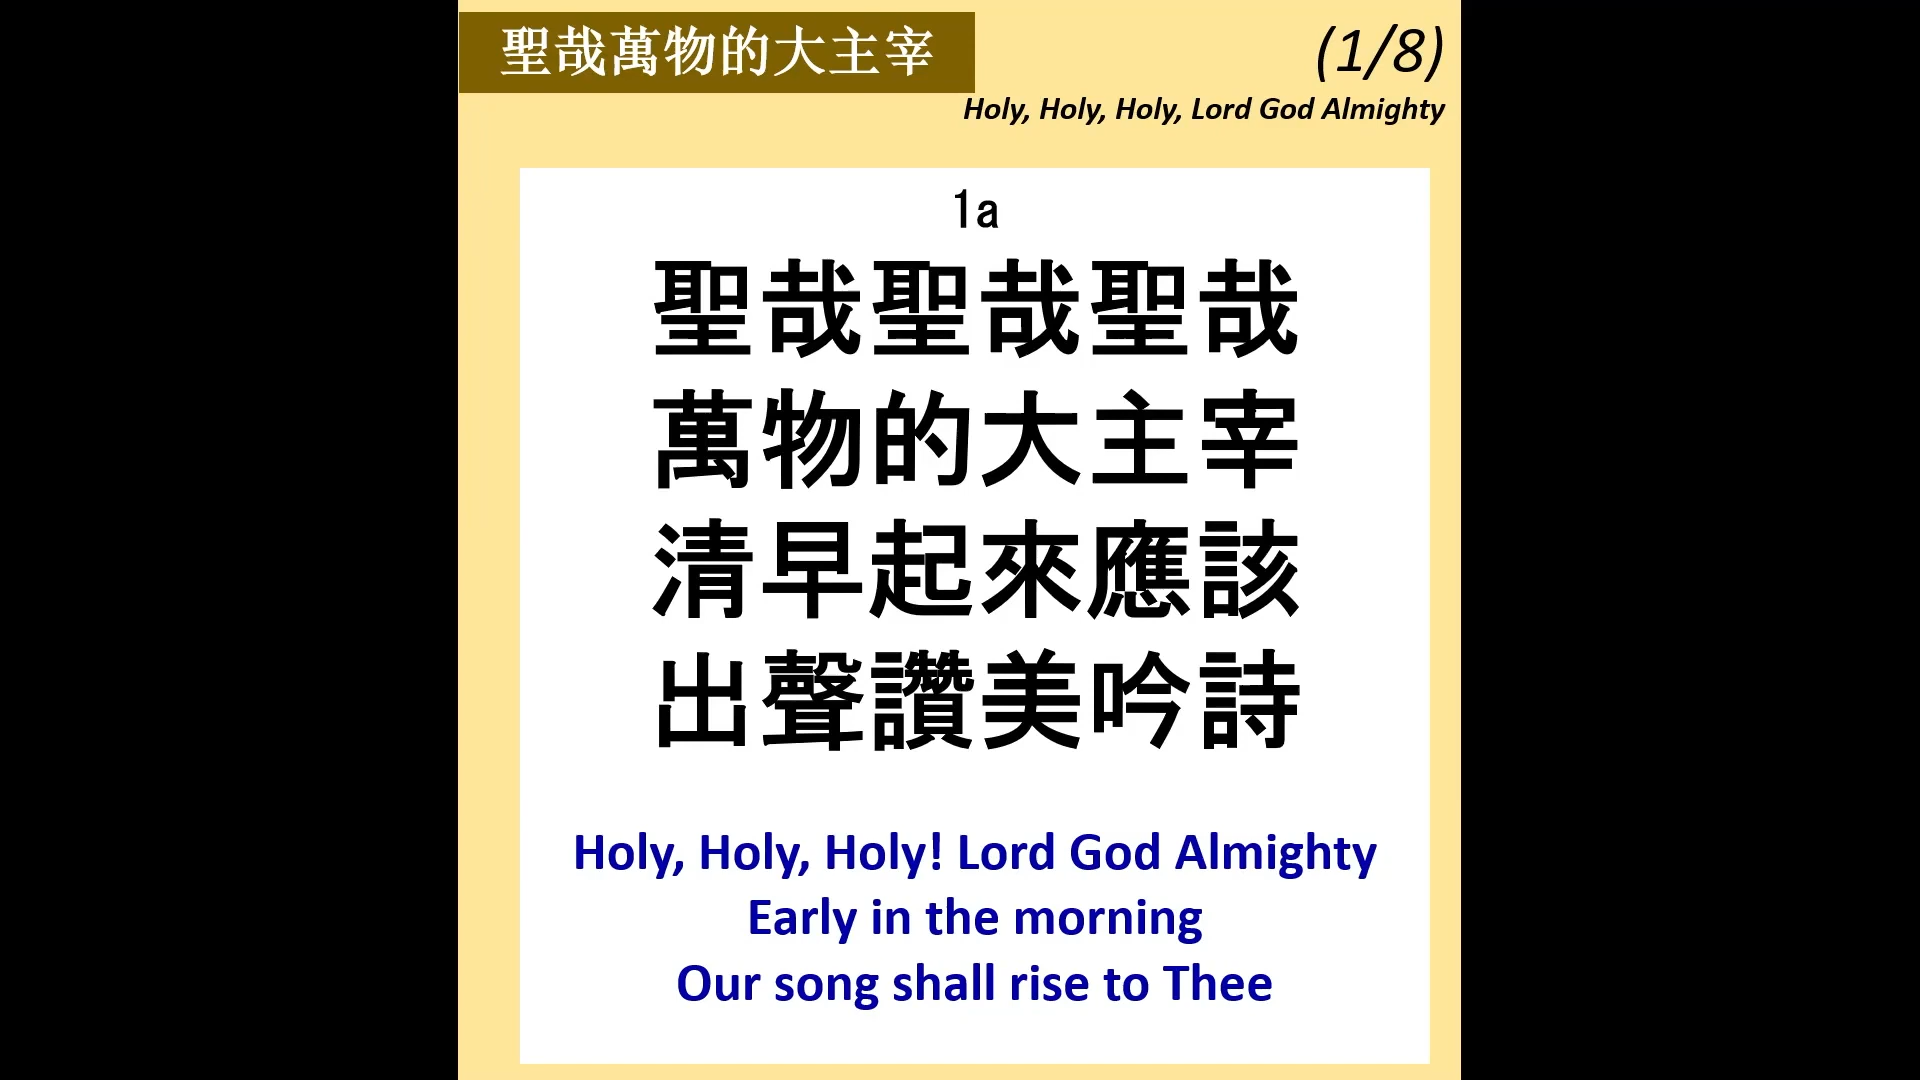 聖哉萬物的大主宰
(1/8)
Holy, Holy, Holy, Lord God Almighty
1a
聖哉聖哉聖哉
萬物的大主宰
清早起來應該
出聲讚美吟詩
Holy, Holy, Holy! Lord God Almighty
Early in the morning
Our song shall rise to Thee